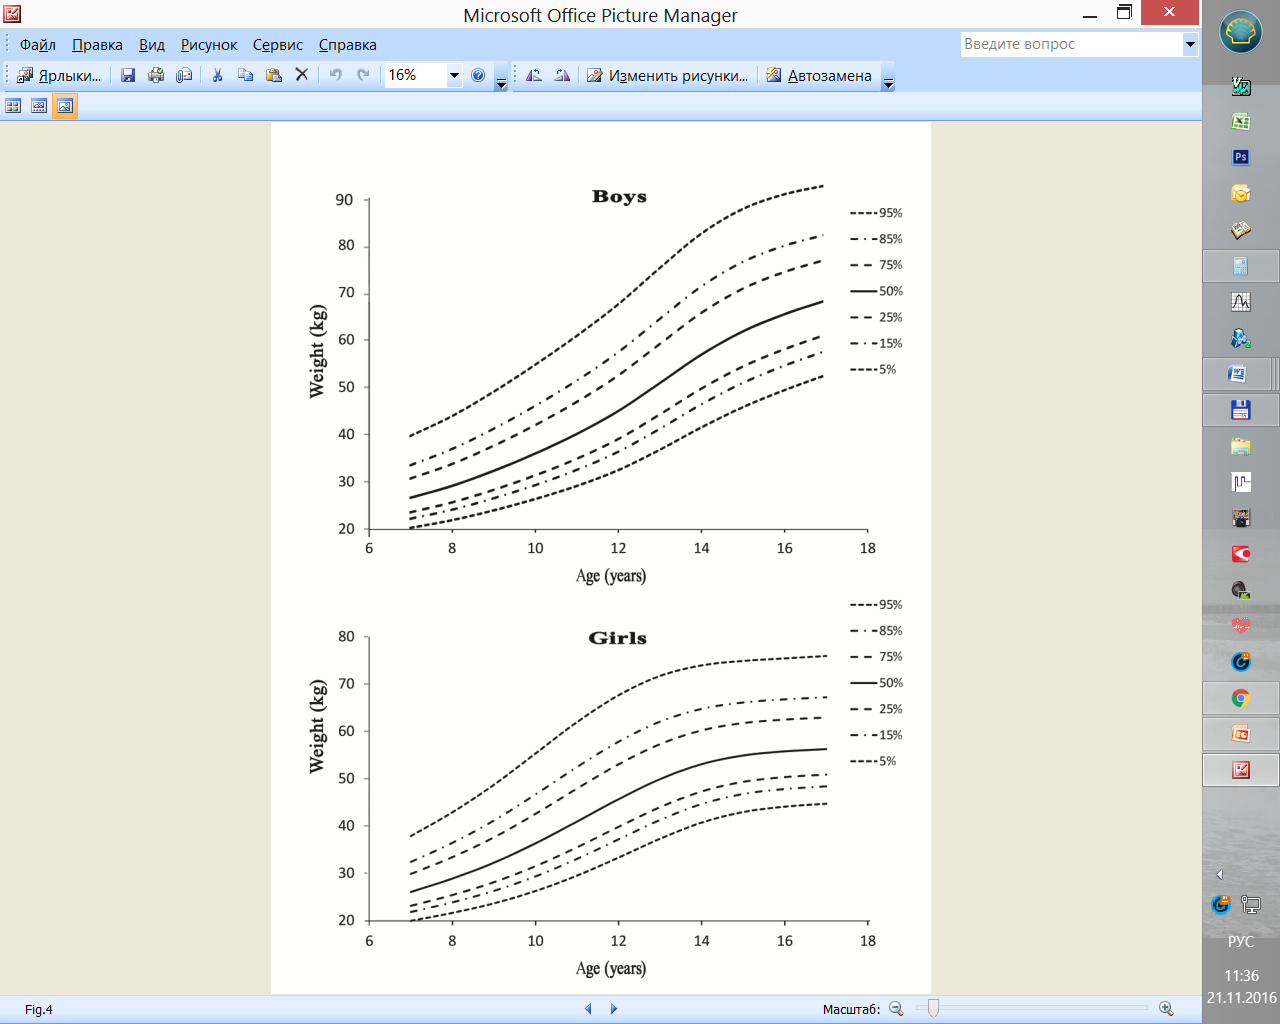 Microsoft Office Picture Manager
Файл Правка Вид Рисунок Сервис Справка
Введите вопрос
Ярлыки... 16% Изменить рисунки... Автозамена
Boys
90
80
70
60
50
40
30
20
Weight (kg)
6 8 10 12 14 16 18
Age (years)
95%
85%
75%
50%
25%
15%
5%
Girls
80
70
60
50
40
30
20
Weight (kg)
6 8 10 12 14 16 18
Age (years)
95%
85%
75%
50%
25%
15%
5%
Fig.4
Масштаб:
Ps
РУС
11:36
21.11.2016